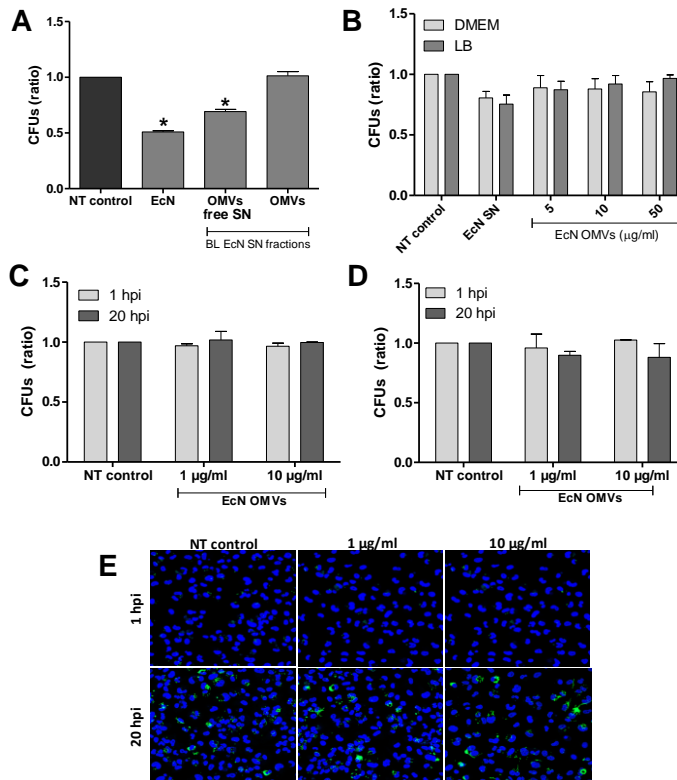 A
CFUs (ratio)
1.5
1.0
0.5
0.0
*
*
NT control
EcN
OMVs free SN
OMVs
BL EcN SN fractions
B
DMEM
LB
CFUs (ratio)
1.5
1.0
0.5
0.0
NT control
EcN SN
5
10
50
EcN OMVs (µg/ml)
C
1 hpi
20 hpi
CFUs (ratio)
1.5
1.0
0.5
0.0
NT control
1 µg/ml
10 µg/ml
EcN OMVs
D
1 hpi
20 hpi
CFUs (ratio)
1.5
1.0
0.5
0.0
NT control
1 µg/ml
10 µg/ml
EcN OMVs
E
NT control
1 µg/ml
10 µg/ml
1 hpi
20 hpi